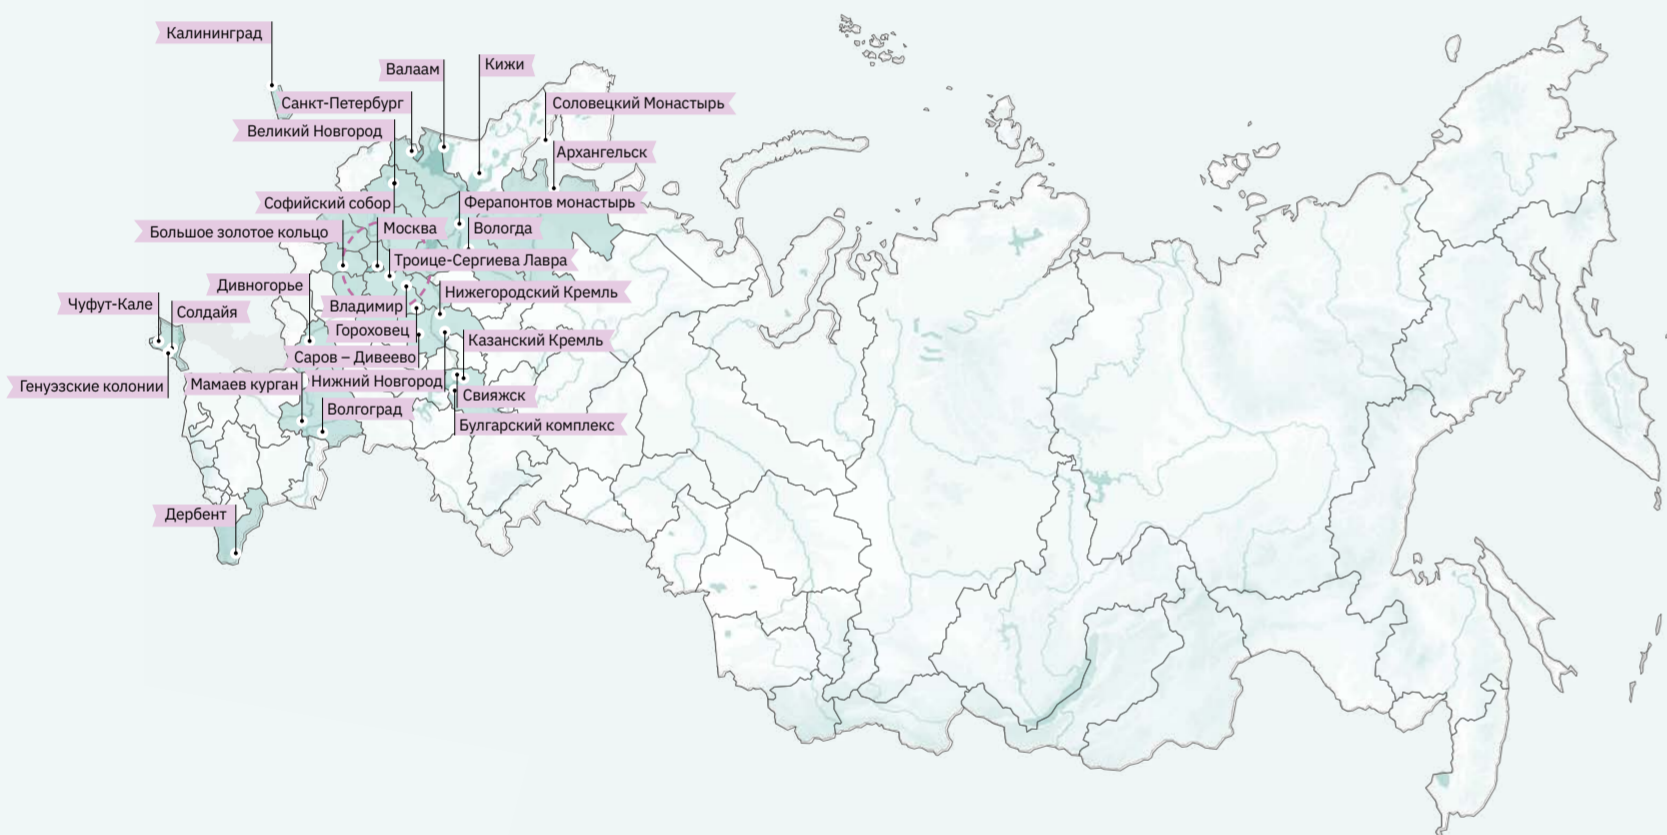 Калининград
Кижи
Валаам
Санкт-Петербург
Соловецкий Монастырь
Великий Новгород
Архангельск
Софийский собор
Ферапонтов монастырь
Большое золотое кольцо
Москва
Вологда
Троице-Сергиева Лавра
Дивногорье
Нижегородский Кремль
Чуфут-Кале
Солдайя
Владимир
Гороховец
Казанский Кремль
Саров – Дивеево
Генуэзские колонии
Мамаев курган
Нижний Новгород
Свияжск
Волгоград
Булгарский комплекс
Дербент